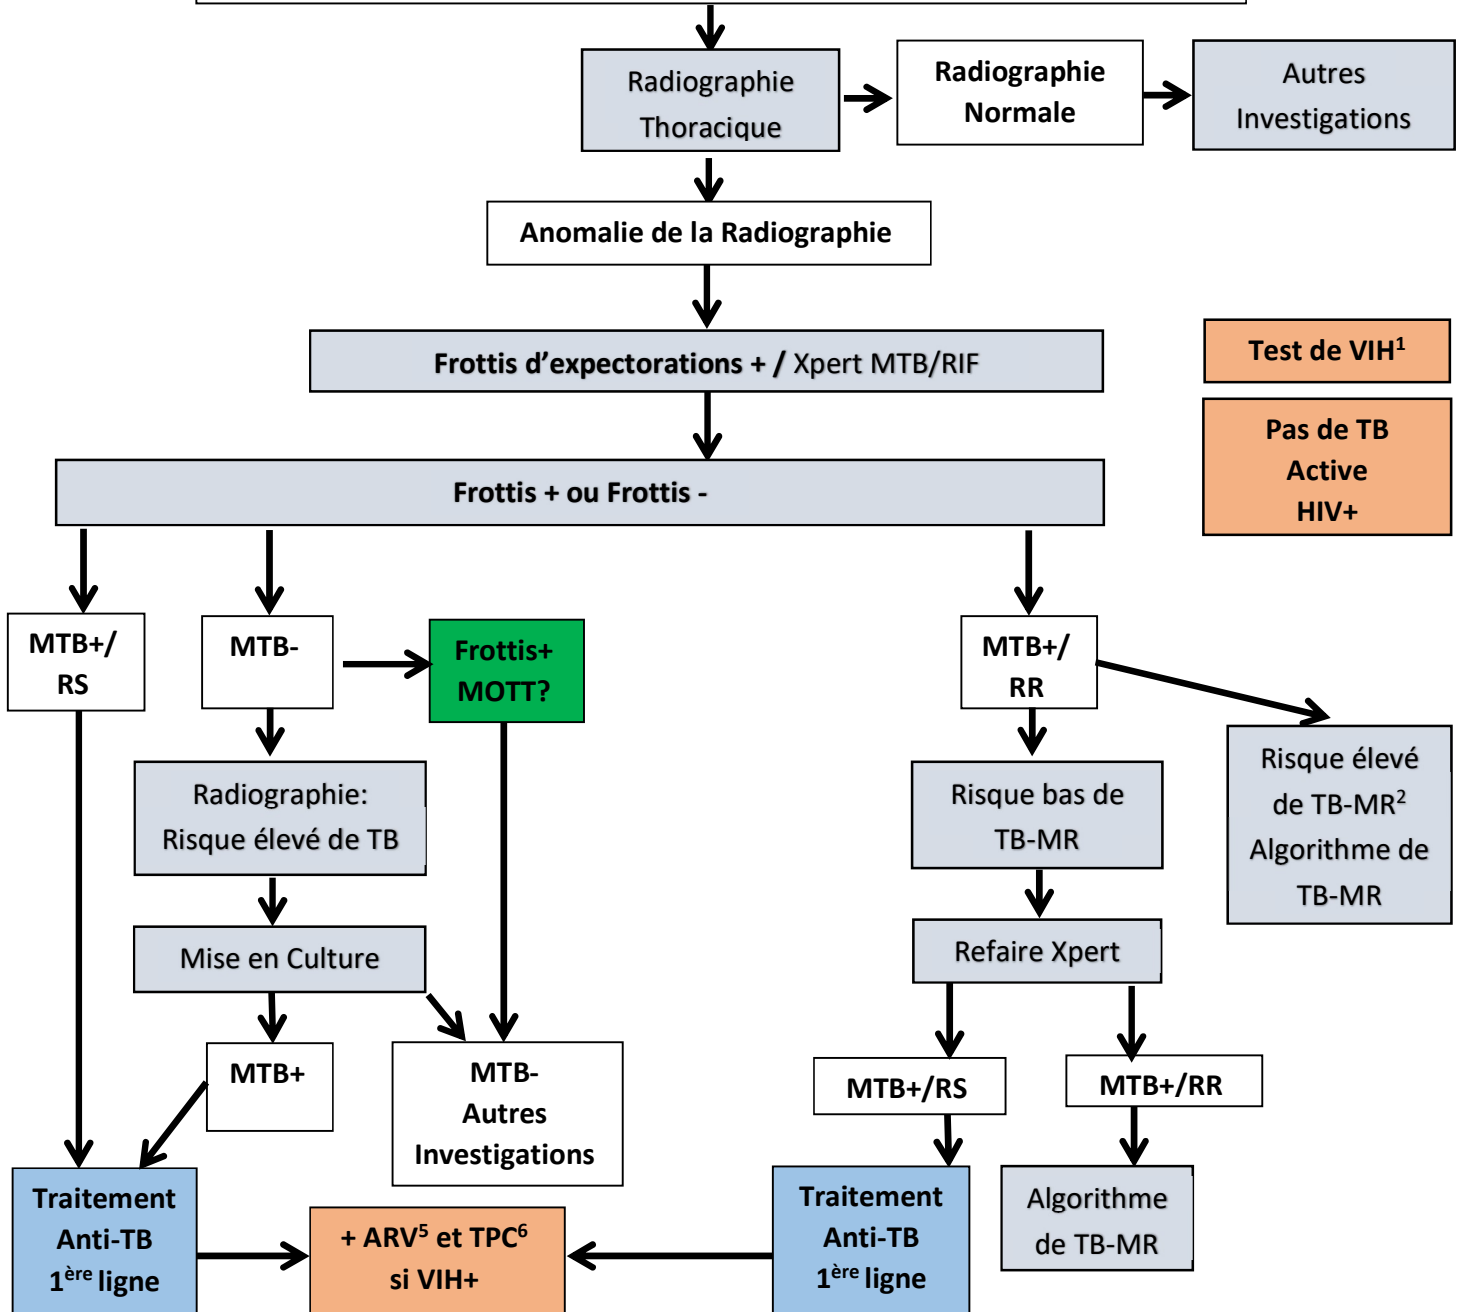 Radiographie
Thoracique
Radiographie
Normale
Autres
Investigations
Anomalie de la Radiographie
Frottis d’expectorations + / Xpert MTB/RIF
Test de VIH¹
Pas de TB
Active
HIV+
Frottis + ou Frottis -
MTB+/
RS
MTB-
Frottis+
MOTT?
MTB+/
RR
Radiographie:
Risque élevé de TB
Risque bas de
TB-MR
Risque élevé
de TB-MR²
Algorithme de
TB-MR
Mise en Culture
Refaire Xpert
MTB+
MTB-
Autres
Investigations
MTB+/RS
MTB+/RR
Traitement
Anti-TB
1ère ligne
+ ARV⁵ et TPC⁶
si VIH+
Traitement
Anti-TB
1ère ligne
Algorithme
de TB-MR